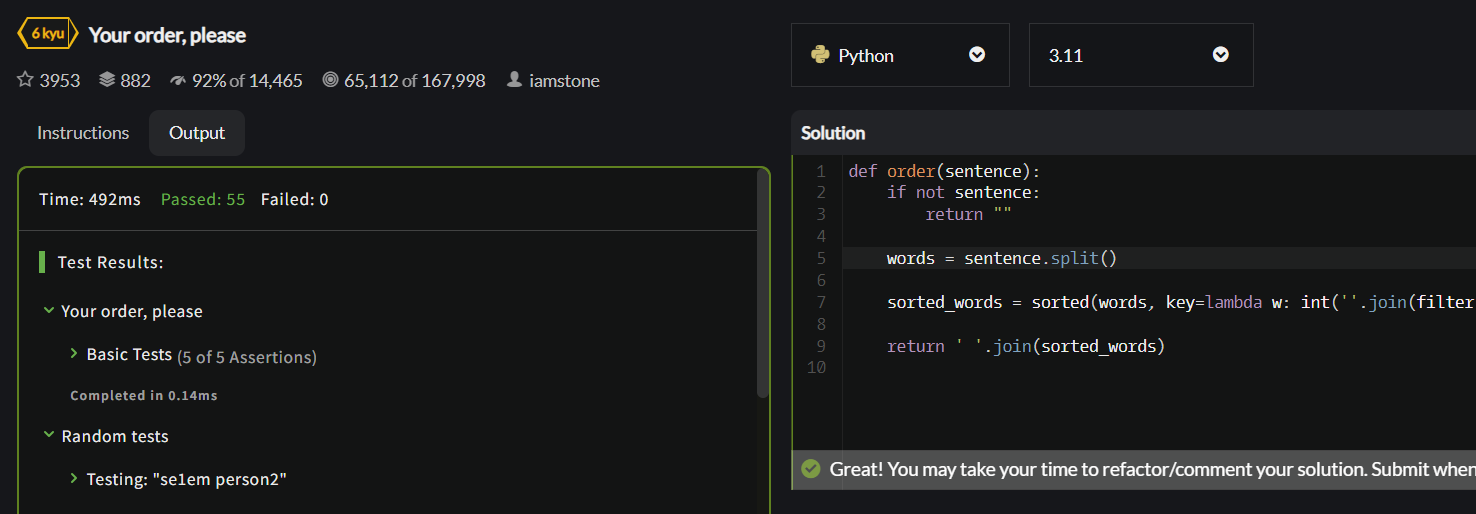 6 kyu Your order, please
3953 882 92% of 14,465 65,112 of 167,998 iamstone
Instructions Output
Time: 492ms Passed: 55 Failed: 0
Test Results:
Your order, please
Basic Tests (5 of 5 Assertions)
Completed in 0.14ms
Random tests
Testing: "se1em person2"
Python 3.11
Solution
1 def order(sentence):
2     if not sentence:
3         return ""
4
5     words = sentence.split()
6
7     sorted_words = sorted(words, key=lambda w: int(''.join(filter
8
9     return ' '.join(sorted_words)
10
Great! You may take your time to refactor/comment your solution. Submit when